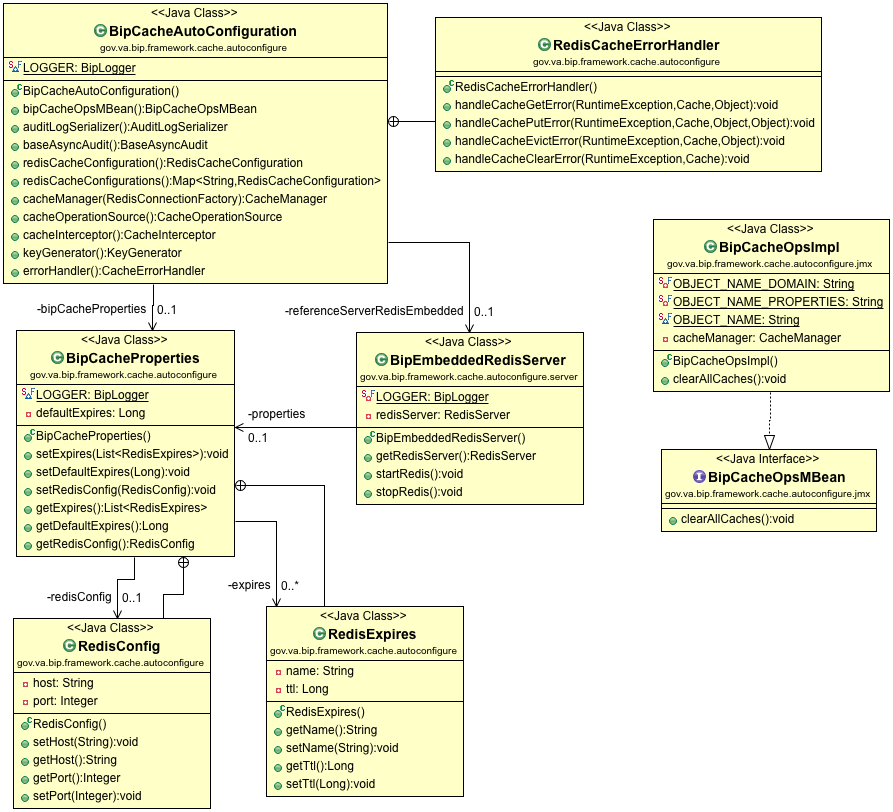 <<Java Class>>
BipCacheAutoConfiguration
gov.va.bip.framework.cache.autoconfigure
LOGGER: BipLogger
BipCacheAutoConfiguration()
bipCacheOpsMBean():BipCacheOpsMBean
auditLogSerializer():AuditLogSerializer
baseAsyncAudit():BaseAsyncAudit
redisCacheConfiguration():RedisCacheConfiguration
redisCacheConfigurations():Map<String,RedisCacheConfiguration>
cacheManager(RedisConnectionFactory):CacheManager
cacheOperationSource():CacheOperationSource
cacheInterceptor():CacheInterceptor
keyGenerator():KeyGenerator
errorHandler():CacheErrorHandler
<<Java Class>>
RedisCacheErrorHandler
gov.va.bip.framework.cache.autoconfigure
RedisCacheErrorHandler()
handleCacheGetError(RuntimeException,Cache,Object):void
handleCachePutError(RuntimeException,Cache,Object,Object):void
handleCacheEvictError(RuntimeException,Cache,Object):void
handleCacheClearError(RuntimeException,Cache):void
<<Java Class>>
BipCacheOpsImpl
gov.va.bip.framework.cache.autoconfigure.jmx
OBJECT_NAME_DOMAIN: String
OBJECT_NAME_PROPERTIES: String
OBJECT_NAME: String
cacheManager: CacheManager
BipCacheOpsImpl()
clearAllCaches():void
-bipCacheProperties
0..1
-referenceServerRedisEmbedded
0..1
<<Java Class>>
BipCacheProperties
gov.va.bip.framework.cache.autoconfigure
LOGGER: BipLogger
defaultExpires: Long
BipCacheProperties()
setExpires(List<RedisExpires>):void
setDefaultExpires(Long):void
setRedisConfig(RedisConfig):void
getExpires():List<RedisExpires>
getDefaultExpires():Long
getRedisConfig():RedisConfig
-properties
0..1
<<Java Class>>
BipEmbeddedRedisServer
gov.va.bip.framework.cache.autoconfigure.server
LOGGER: BipLogger
redisServer: RedisServer
BipEmbeddedRedisServer()
getRedisServer():RedisServer
startRedis():void
stopRedis():void
<<Java Interface>>
BipCacheOpsMBean
gov.va.bip.framework.cache.autoconfigure.jmx
clearAllCaches():void
-redisConfig
0..1
-expires
0..*
<<Java Class>>
RedisConfig
gov.va.bip.framework.cache.autoconfigure
host: String
port: Integer
RedisConfig()
setHost(String):void
getHost():String
getPort():Integer
setPort(Integer):void
<<Java Class>>
RedisExpires
gov.va.bip.framework.cache.autoconfigure
name: String
ttl: Long
RedisExpires()
getName():String
setName(String):void
getTtl():Long
setTtl(Long):void